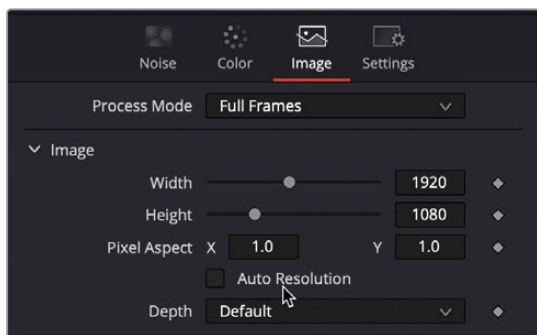 Noise Color Image Settings
Process Mode Full Frames
Image
Width 1920
Height 1080
Pixel Aspect X 1.0 Y 1.0
Auto Resolution
Depth Default